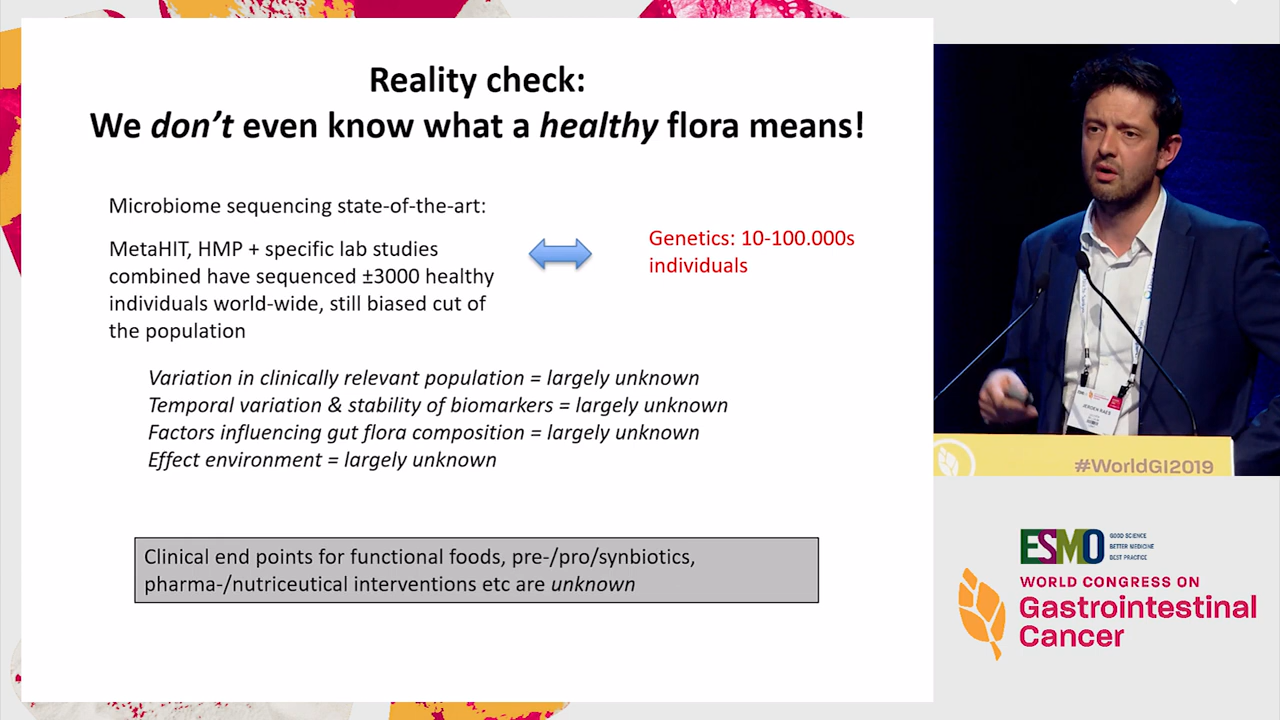 Reality check:
We don't even know what a healthy flora means!
Microbiome sequencing state-of-the-art:
MetaHIT, HMP + specific lab studies
combined have sequenced ±3000 healthy
individuals world-wide, still biased cut of
the population
Genetics: 10-100.000s
individuals
Variation in clinically relevant population = largely unknown
Temporal variation & stability of biomarkers = largely unknown
Factors influencing gut flora composition = largely unknown
Effect environment = largely unknown
Clinical end points for functional foods, pre-/pro/synbiotics,
pharma-/nutriceutical interventions etc are unknown
JEROEN RAES
#WorldGI2019
ESMO
GOOD SCIENCE
BETTER MEDICINE
BEST PRACTICE
WORLD CONGRESS ON
Gastrointestinal
Cancer